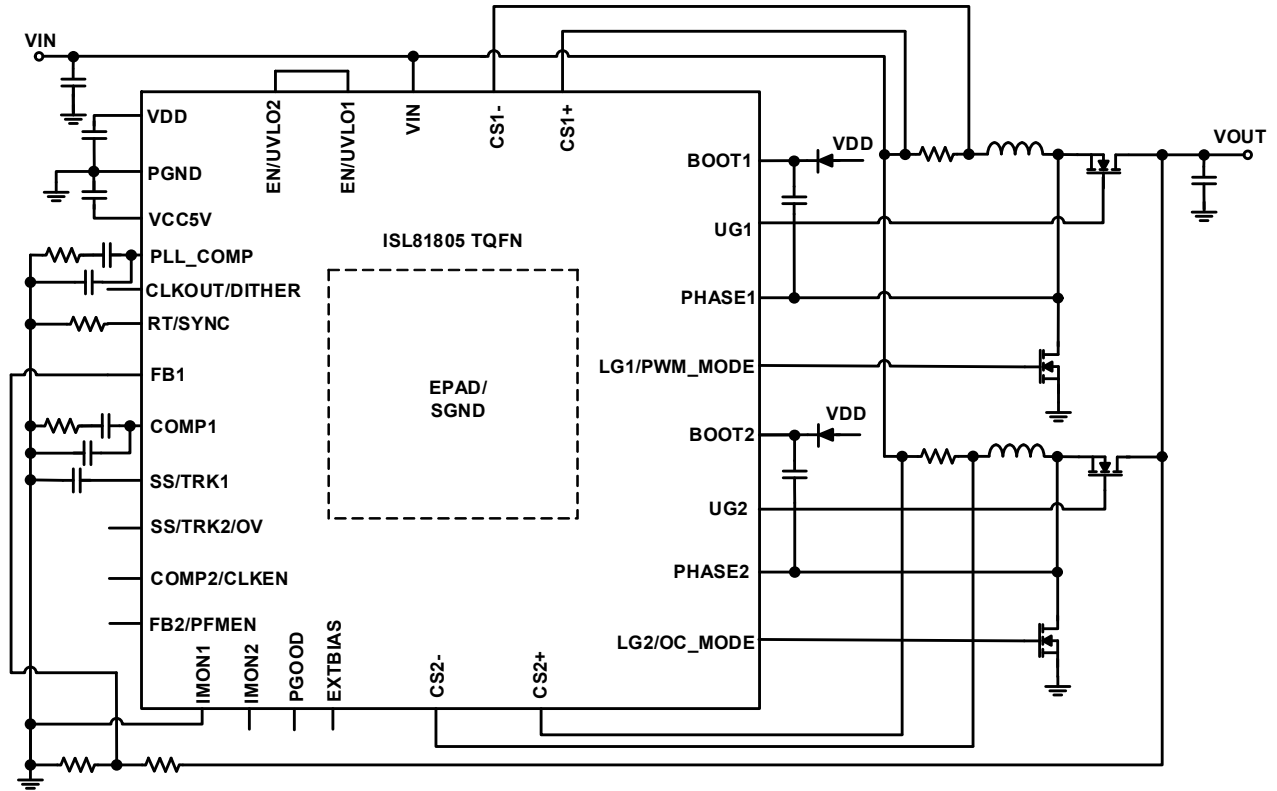 VIN
VDD
PGND
VCC5V
PLL_COMP
CLKOUT/DITHER
RT/SYNC
FB1
COMP1
SS/TRK1
SS/TRK2/OV
COMP2/CLKEN
FB2/PFMEN
EN/UVLO2
EN/UVLO1
VIN
CS1-
CS1+
ISL81805 TQFN
EPAD/
SGND
BOOT1
VDD
UG1
PHASE1
LG1/PWM_MODE
BOOT2
VDD
UG2
PHASE2
LG2/OC_MODE
IMON1
IMON2
PGOOD
EXTBIAS
CS2-
CS2+
VOUT